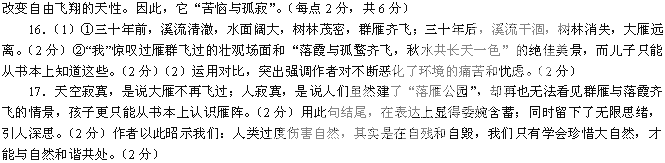 改变自由飞翔的天性。因此，它“苦恼与孤寂”。(每点 2 分，共 6 分)
16．(1) ①三十年前，溪流清澈，水面阔大，树林茂密，群雁齐飞；三十年后，溪流干涸，树林消失，大雁远
离。(2 分) ②“我”惊叹过雁群飞过的壮观场面和“落霞与孤鹜齐飞，秋水共长天一色”的绝佳美景，而儿子只能
从书本上知道这些。(2 分) (2) 运用对比，突出强调作者对不断恶化了环境的痛苦和忧虑。(2 分)
17．天空寂寞，是说大雁不再飞过；人寂寞，是说人们虽然建了“落雁公园”，却再也无法看见群雁与落霞齐
飞的情景，孩子更只能从书本上认识雁阵。(2 分) 用此句结尾，在表达上显得委婉含蓄；同时留下了无限思绪，
引人深思。(2 分) 作者以此昭示我们：人类过度伤害自然，其实是在自残和自毁，我们只有学会珍惜大自然，才
能与自然和谐共处。(2 分)